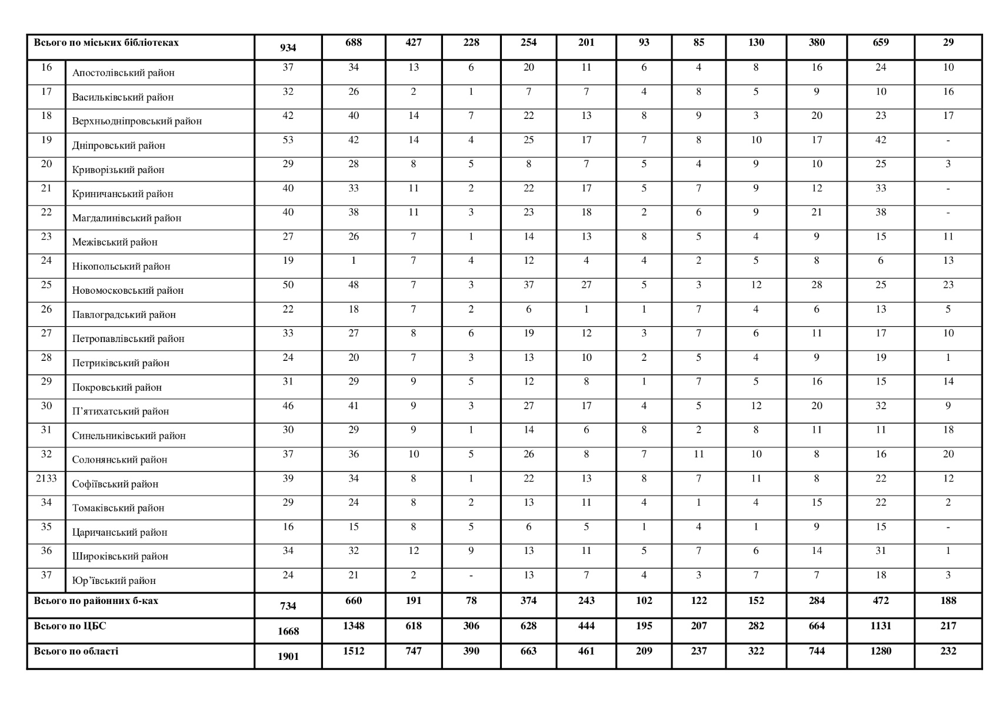 Всього по міських бібліотеках 934 688 427 228 254 201 93 85 130 380 659 29
16 Апостолівський район 37 34 13 6 20 11 6 4 8 16 24 10
17 Васильківський район 32 26 2 1 7 7 4 8 5 9 10 16
18 Верхньодніпровський район 42 40 14 7 22 13 8 9 3 20 23 17
19 Дніпровський район 53 42 14 4 25 17 7 8 10 17 42 -
20 Криворізький район 29 28 8 5 8 7 5 4 9 10 25 3
21 Криничанський район 40 33 11 2 22 17 5 7 9 12 33 -
22 Магдалинівський район 40 38 11 3 23 18 2 6 9 21 38 -
23 Межівський район 27 26 7 1 14 13 8 5 4 9 15 11
24 Нікопольський район 19 1 7 4 12 4 4 2 5 8 6 13
25 Новомосковський район 50 48 7 3 37 27 5 3 12 28 25 23
26 Павлоградський район 22 18 7 2 6 1 1 7 4 6 13 5
27 Петропавлівський район 33 27 8 6 19 12 3 7 6 11 17 10
28 Петриківський район 24 20 7 3 13 10 2 5 4 9 19 1
29 Покровський район 31 29 9 5 12 8 1 7 5 16 15 14
30 П’ятихатський район 46 41 9 3 27 17 4 5 12 20 32 9
31 Синельниківський район 30 29 9 1 14 6 8 2 8 11 11 18
32 Солонянський район 37 36 10 5 26 8 7 11 10 8 16 20
2133 Софіївський район 39 34 8 1 22 13 8 7 11 8 22 12
34 Томаківський район 29 24 8 2 13 11 4 1 4 15 22 2
35 Царичанський район 16 15 8 5 6 5 1 4 1 9 15 -
36 Широківський район 34 32 12 9 13 11 5 7 6 14 31 1
37 Юр’ївський район 24 21 2 - 13 7 4 3 7 7 18 3
Всього по районних б-ках 734 660 191 78 374 243 102 122 152 284 472 188
Всього по ЦБС 1668 1348 618 306 628 444 195 207 282 664 1131 217
Всього по області 1901 1512 747 390 663 461 209 237 322 744 1280 232